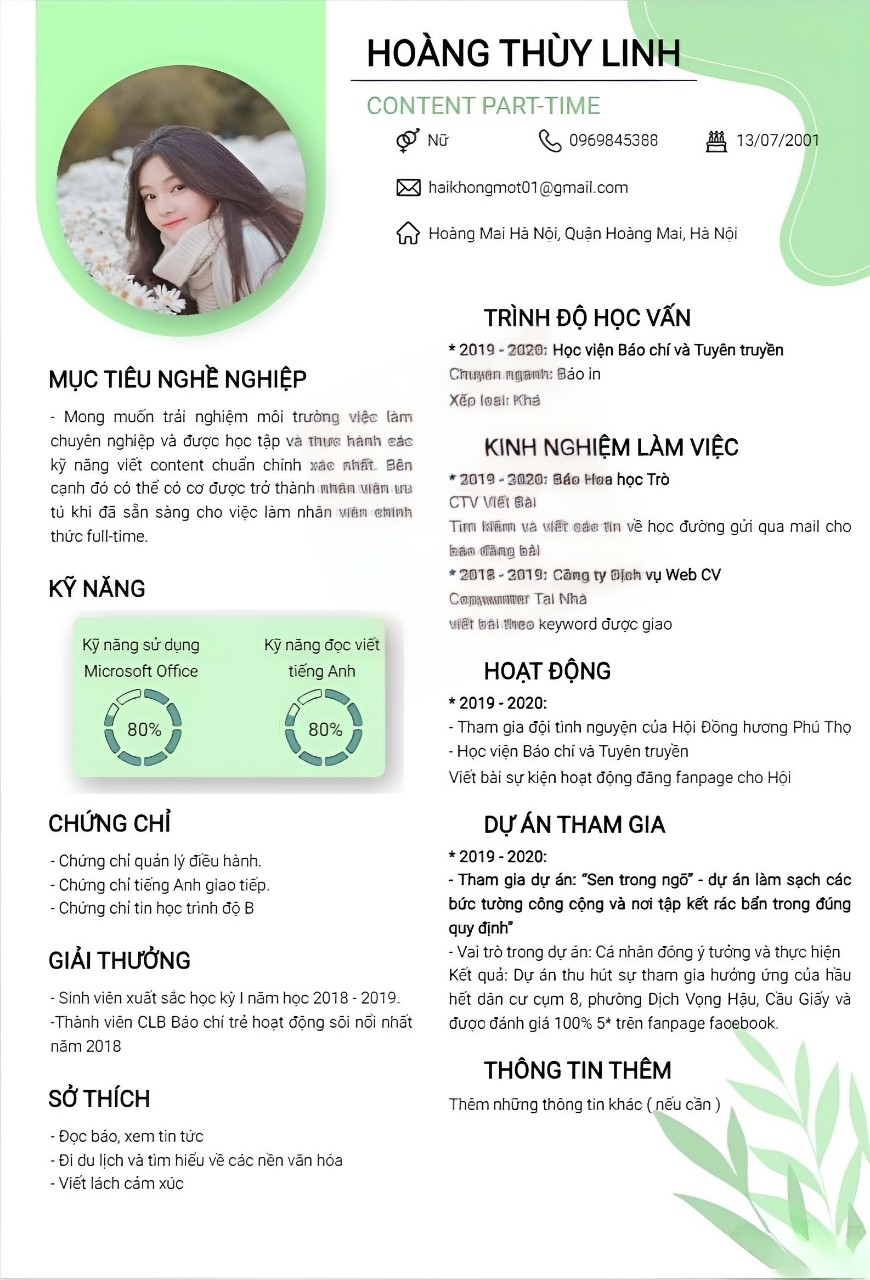 HOÀNG THÙY LINH
CONTENT PART-TIME
Nữ
0969845388
13/07/2001
haikhongmot01@gmail.com
Hoàng Mai Hà Nội, Quận Hoàng Mai, Hà Nội
MỤC TIÊU NGHỀ NGHIỆP
- Mong muốn trải nghiệm môi trường việc làm
chuyên nghiệp và được học tập và thực hành các
kỹ năng viết content chuẩn chỉnh xác nhất. Bên
cạnh đó có thể có cơ được trở thành nhân viên ưu
tú khi đã sẵn sàng cho việc làm nhân viên chính
thức full-time.
KỸ NĂNG
Kỹ năng sử dụng
Microsoft Office
80%
Kỹ năng đọc viết
tiếng Anh
80%
CHỨNG CHỈ
- Chứng chỉ quản lý điều hành.
- Chứng chỉ tiếng Anh giao tiếp.
- Chứng chỉ tin học trình độ B
GIẢI THƯỞNG
- Sinh viên xuất sắc học kỳ I năm học 2018 - 2019.
-Thành viên CLB Báo chí trẻ hoạt động sôi nổi nhất
năm 2018
SỞ THÍCH
- Đọc báo, xem tin tức
- Đi du lịch và tìm hiểu về các nền văn hóa
- Viết lách cảm xúc
TRÌNH ĐỘ HỌC VẤN
* 2019 - 2020: Học viện Báo chí và Tuyên truyền
Chuyên ngành: Báo in
Xếp loại: Khá
KINH NGHIỆM LÀM VIỆC
* 2019 - 2020: Báo Hoa học Trò
CTV Viết Bài
Tìm kiếm và viết các tin về học đường gửi qua mail cho
báo đăng bài
* 2018 - 2019: Công ty Dịch vụ Web CV
Tại Nhà
viết bài theo keyword được giao
HOẠT ĐỘNG
* 2019 - 2020:
- Tham gia đội tình nguyện của Hội Đồng hương Phú Thọ
- Học viện Báo chí và Tuyên truyền
Viết bài sự kiện hoạt động đăng fanpage cho Hội
DỰ ÁN THAM GIA
* 2019 - 2020:
- Tham gia dự án: “Sen trong ngõ” - dự án làm sạch các
bức tường công cộng và nơi tập kết rác bẩn trong đúng
quy định”
- Vai trò trong dự án: Cá nhân đóng ý tưởng và thực hiện
Kết quả: Dự án thu hút sự tham gia hưởng ứng của hầu
hết dân cư cụm 8, phường Dịch Vọng Hậu, Cầu Giấy và
được đánh giá 100% 5* trên fanpage facebook.
THÔNG TIN THÊM
Thêm những thông tin khác ( nếu cần )